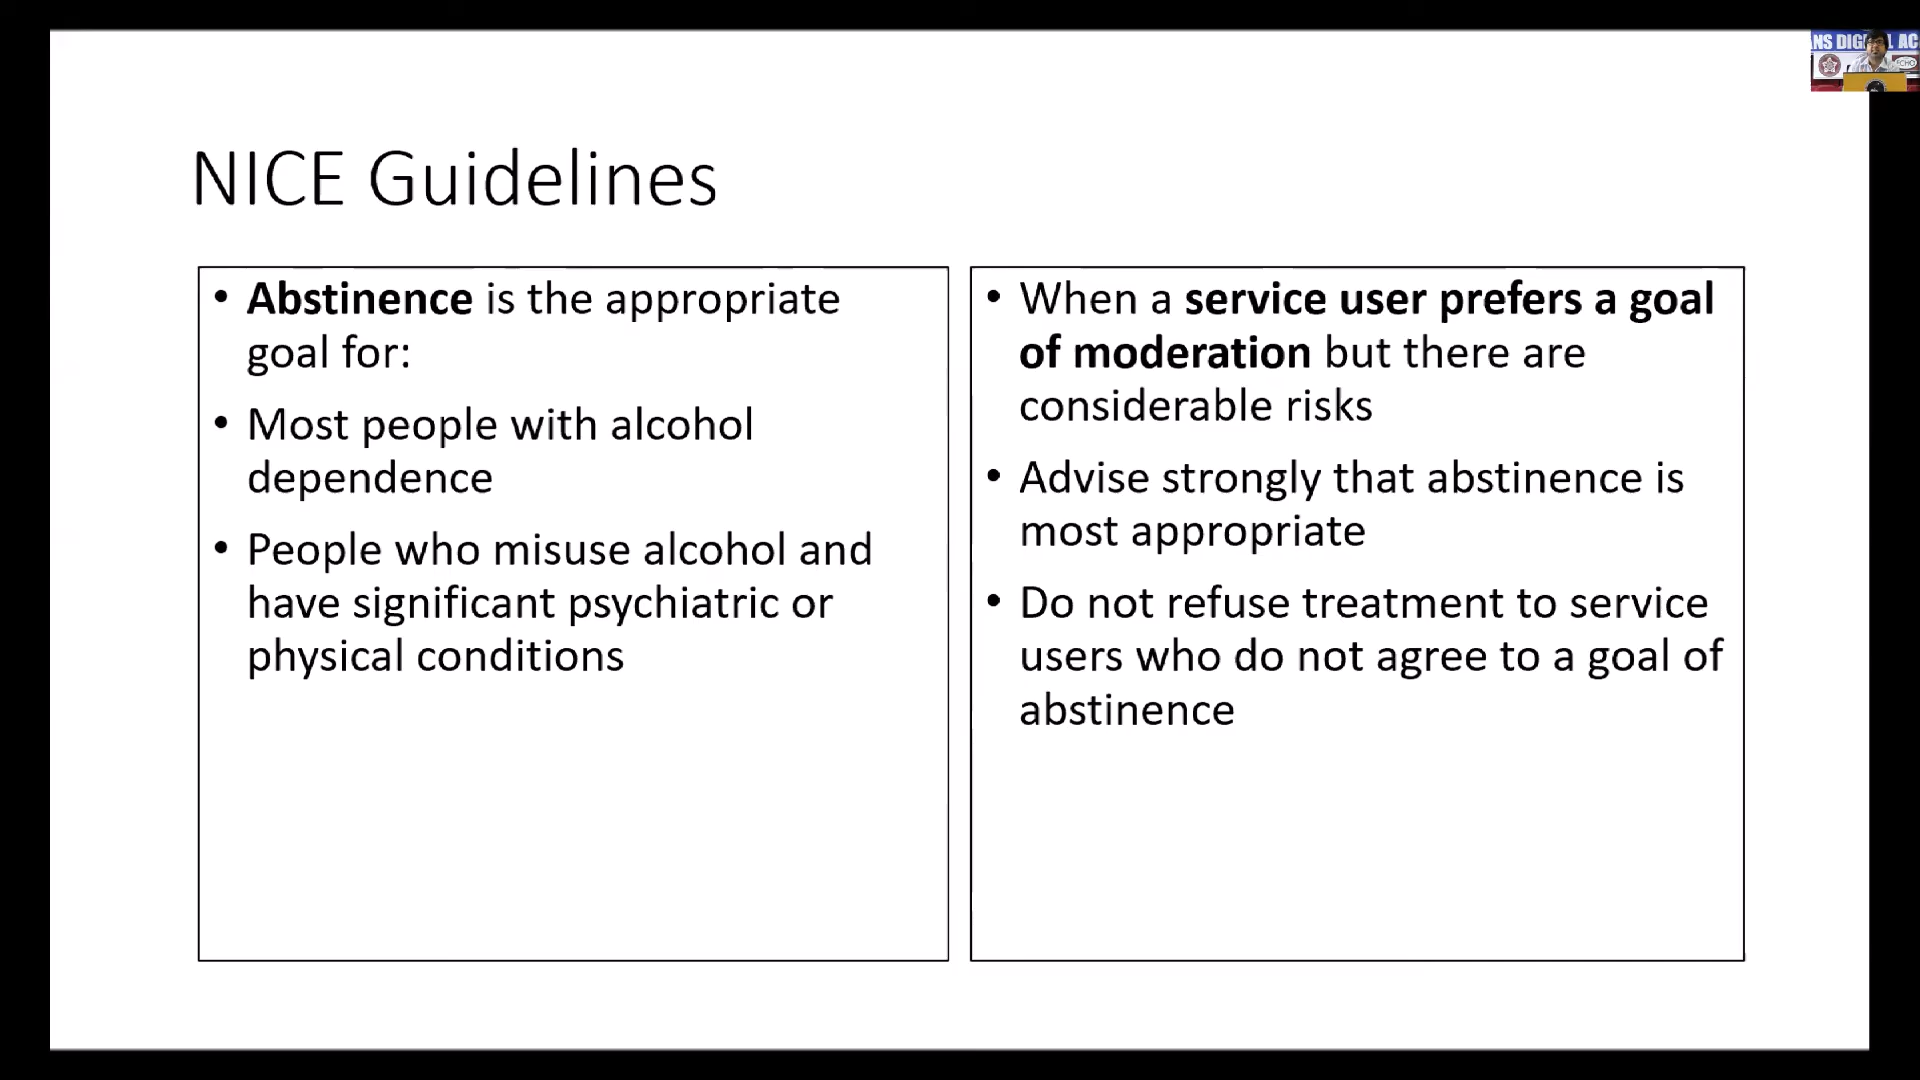 NICE Guidelines
• Abstinence is the appropriate
goal for:
• Most people with alcohol
dependence
• People who misuse alcohol and
have significant psychiatric or
physical conditions
• When a service user prefers a goal
of moderation but there are
considerable risks
• Advise strongly that abstinence is
most appropriate
• Do not refuse treatment to service
users who do not agree to a goal of
abstinence